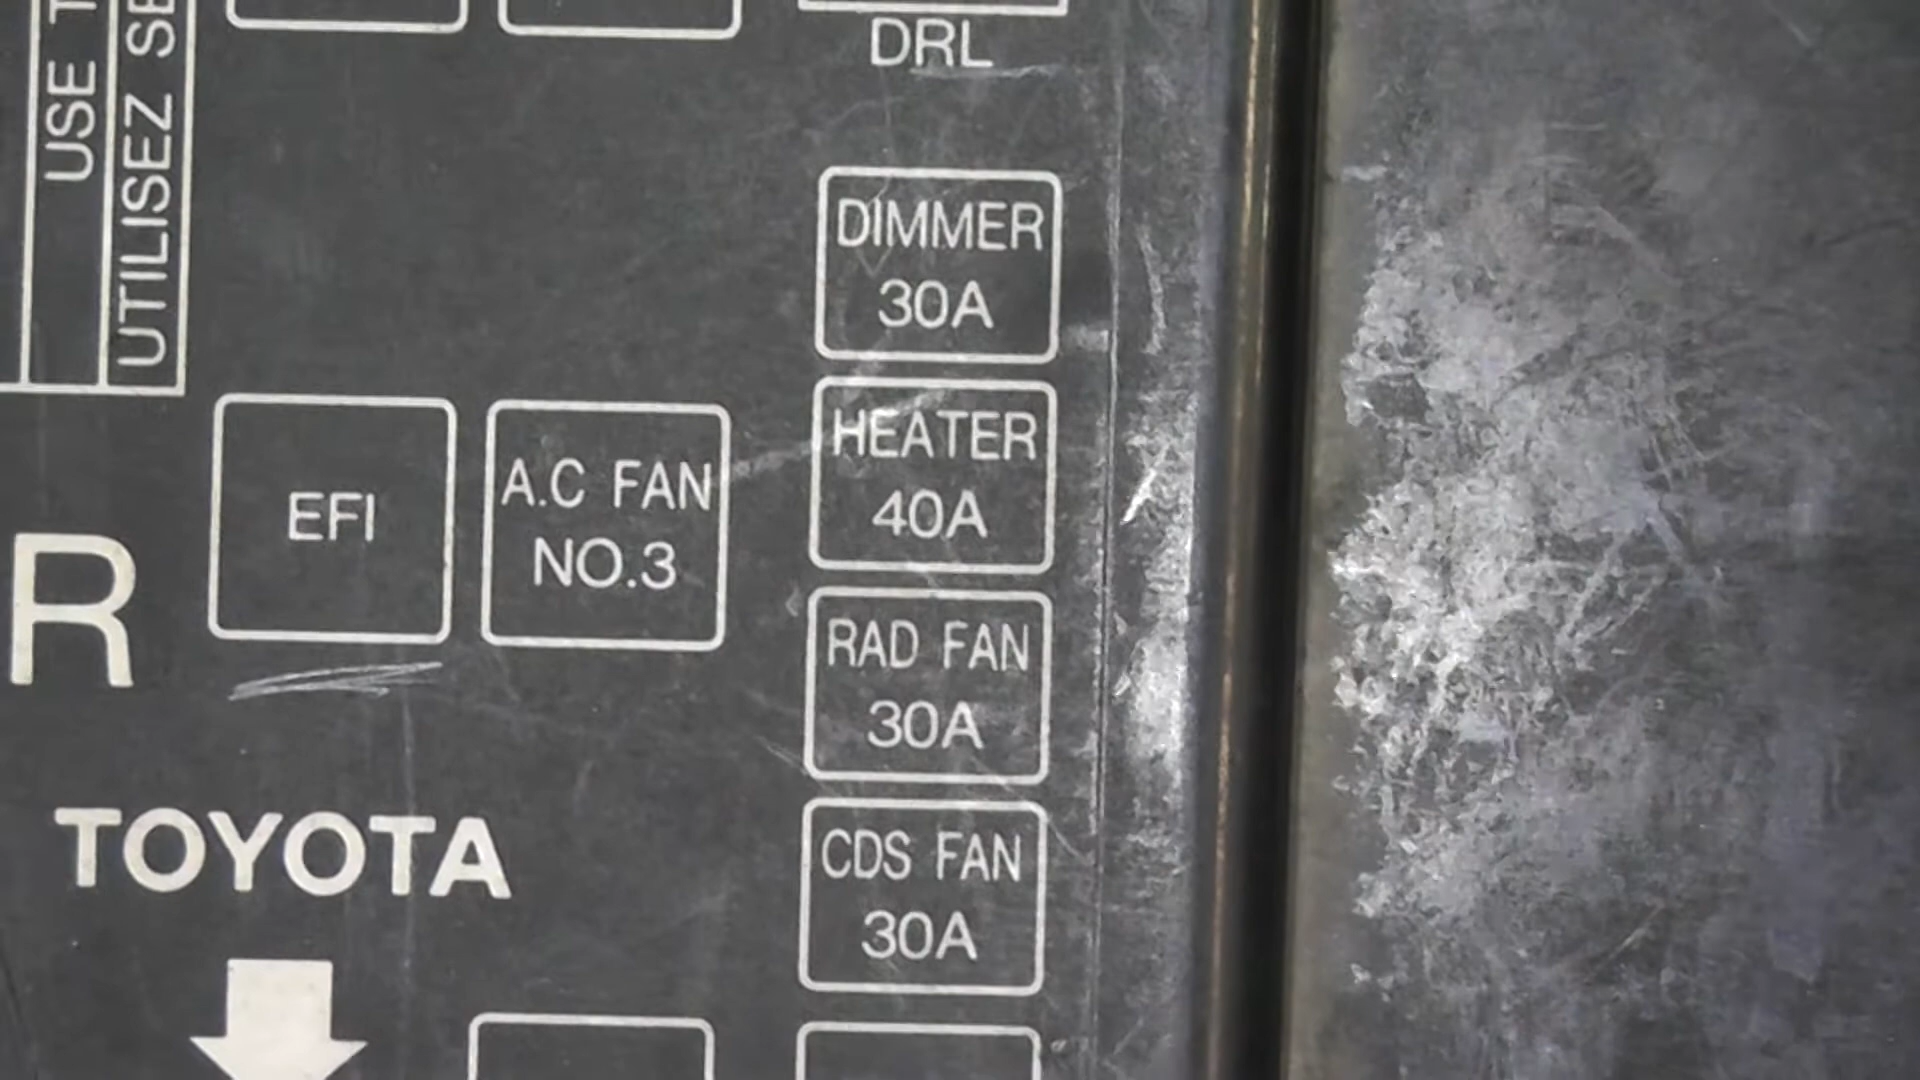 USE
UTILISEZ
DRL
DIMMER
30A
HEATER
40A
EFI
A.C FAN
NO.3
RAD FAN
30A
R
TOYOTA
CDS FAN
30A